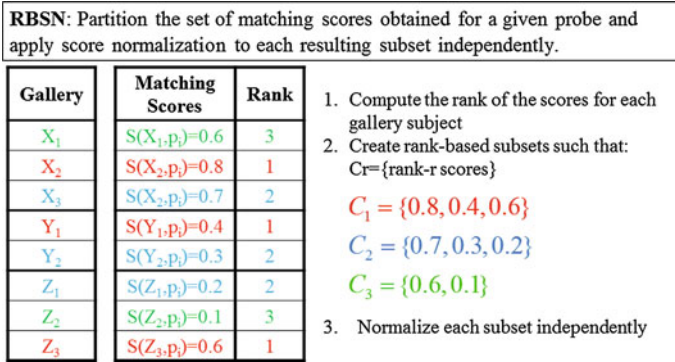 RBSN: Partition the set of matching scores obtained for a given probe and
apply score normalization to each resulting subset independently.
Gallery Matching Scores Rank
X₁ S(X₁,pᵢ)=0.6 3
X₂ S(X₂,pᵢ)=0.8 1
X₃ S(X₂,pᵢ)=0.7 2
Y₁ S(Y₁,pᵢ)=0.4 1
Y₂ S(Y₂,pᵢ)=0.3 2
Z₁ S(Z₁,pᵢ)=0.2 2
Z₂ S(Z₂,pᵢ)=0.1 3
Z₃ S(Z₃,pᵢ)=0.6 1
1. Compute the rank of the scores for each
gallery subject
2. Create rank-based subsets such that:
Cr={rank-r scores}
C₁ = {0.8,0.4,0.6}
C₂ = {0.7,0.3,0.2}
C₃ = {0.6,0.1}
3. Normalize each subset independently